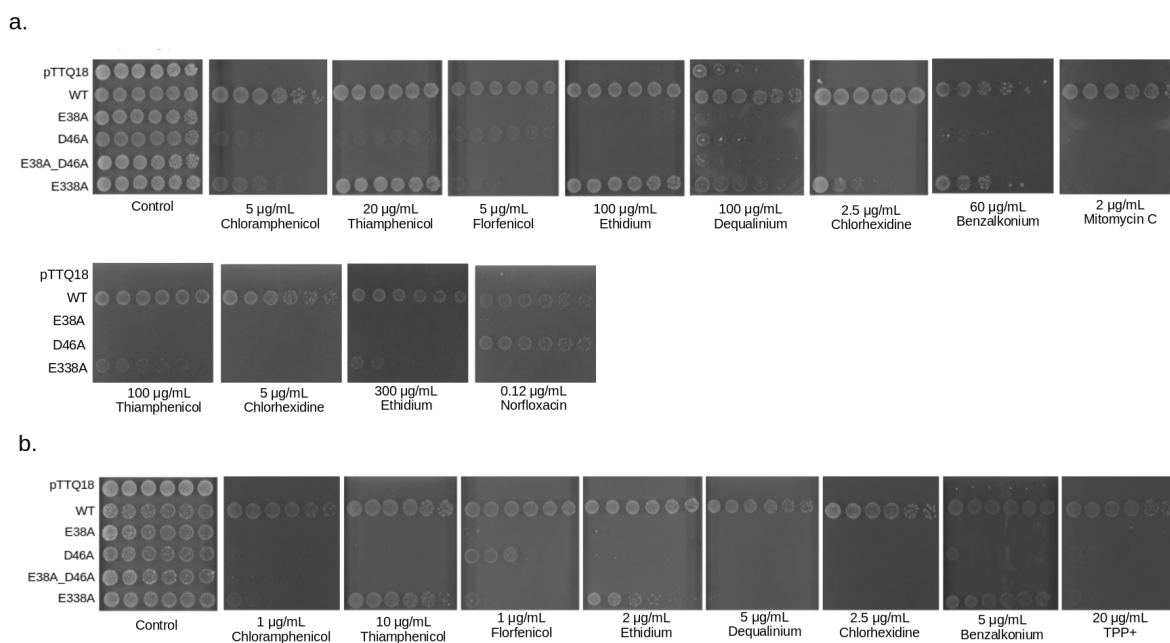 a.
pTTQ18
WT
E38A
D46A
E38A_D46A
E338A
Control
5 µg/mL
Chloramphenicol
20 µg/mL
Thiamphenicol
5 µg/mL
Florfenicol
100 µg/mL
Ethidium
100 µg/mL
Dequalinium
2.5 µg/mL
Chlorhexidine
60 µg/mL
Benzalkonium
2 µg/mL
Mitomycin C
pTTQ18
WT
E38A
D46A
E338A
100 µg/mL
Thiamphenicol
5 µg/mL
Chlorhexidine
300 µg/mL
Ethidium
0.12 µg/mL
Norfloxacin
b.
pTTQ18
WT
E38A
D46A
E38A_D46A
E338A
Control
1 µg/mL
Chloramphenicol
10 µg/mL
Thiamphenicol
1 µg/mL
Florfenicol
2 µg/mL
Ethidium
5 µg/mL
Dequalinium
2.5 µg/mL
Chlorhexidine
5 µg/mL
Benzalkonium
20 µg/mL
TPP+